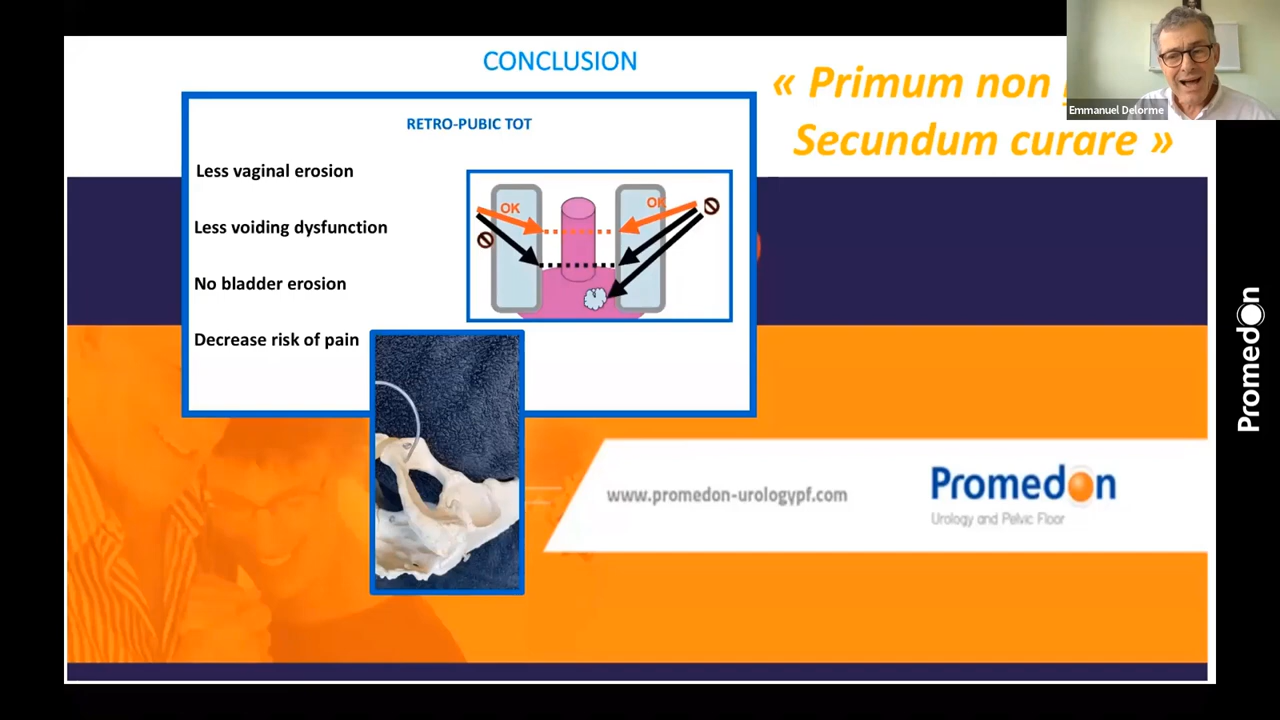 CONCLUSION
« Primum non
Secundum curare »
Emmanuel Delorme
RETRO-PUBIC TOT
Less vaginal erosion
Less voiding dysfunction
No bladder erosion
Decrease risk of pain
OK
OK
www.promedon-urologypf.com
Promedon
Urology and Pelvic Floor
Promedon